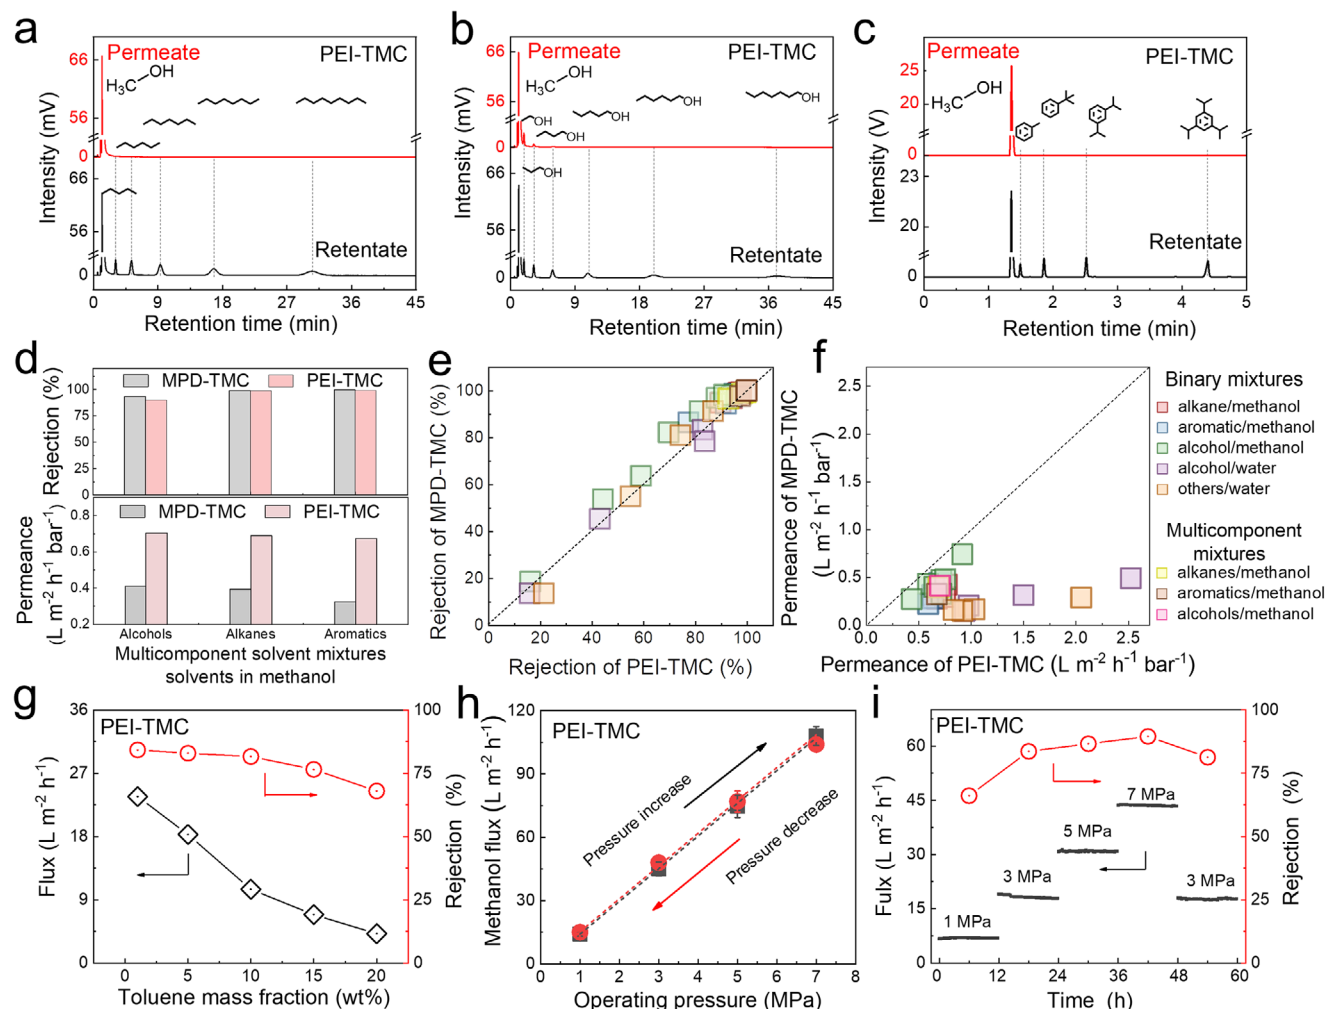 a
Permeate
PEI-TMC
H₃C
OH
Intensity (mV)
66
56
0
66
56
0
Retentate
0
9
18
27
36
45
Retention time (min)
b
Permeate
PEI-TMC
H₃C
OH
OH
OH
OH
OH
OH
OH
Intensity (mV)
66
56
0
66
56
0
Retentate
0
9
18
27
36
45
Retention time (min)
c
Permeate
PEI-TMC
H₃C
OH
Intensity (V)
25
20
0
23
20
0
Retentate
0
1
2
3
4
5
Retention time (min)
d
MPD-TMC
PEI-TMC
Rejection (%)
100
75
50
25
0
MPD-TMC
PEI-TMC
Permeance
(L m⁻² h⁻¹ bar⁻¹)
0.8
0.6
0.4
0.2
Alcohols
Alkanes
Aromatics
Multicomponent solvent mixtures
solvents in methanol
e
Rejection of MPD-TMC (%)
100
80
60
40
20
0
0
20
40
60
80
100
Rejection of PEI-TMC (%)
f
Permeance of MPD-TMC
(L m⁻² h⁻¹ bar⁻¹)
2.5
2.0
1.5
1.0
0.5
0.0
0.0
0.5
1.0
1.5
2.0
2.5
Permeance of PEI-TMC (L m⁻² h⁻¹ bar⁻¹)
Binary mixtures
alkane/methanol
aromatic/methanol
alcohol/methanol
alcohol/water
others/water
Multicomponent
mixtures
alkanes/methanol
aromatics/methanol
alcohols/methanol
g
PEI-TMC
Flux (L m⁻² h⁻¹)
36
27
18
9
0
100
75
50
25
0
Rejection (%)
0
5
10
15
20
Toluene mass fraction (wt%)
h
PEI-TMC
Methanol flux (L m⁻² h⁻¹)
120
90
60
30
0
Pressure increase
Pressure decrease
0
1
2
3
4
5
6
7
8
Operating pressure (MPa)
i
PEI-TMC
Fulx (L m⁻² h⁻¹)
60
45
30
15
0
1 MPa
3 MPa
5 MPa
7 MPa
3 MPa
100
75
50
25
0
Rejection (%)
0
12
24
36
48
60
Time (h)